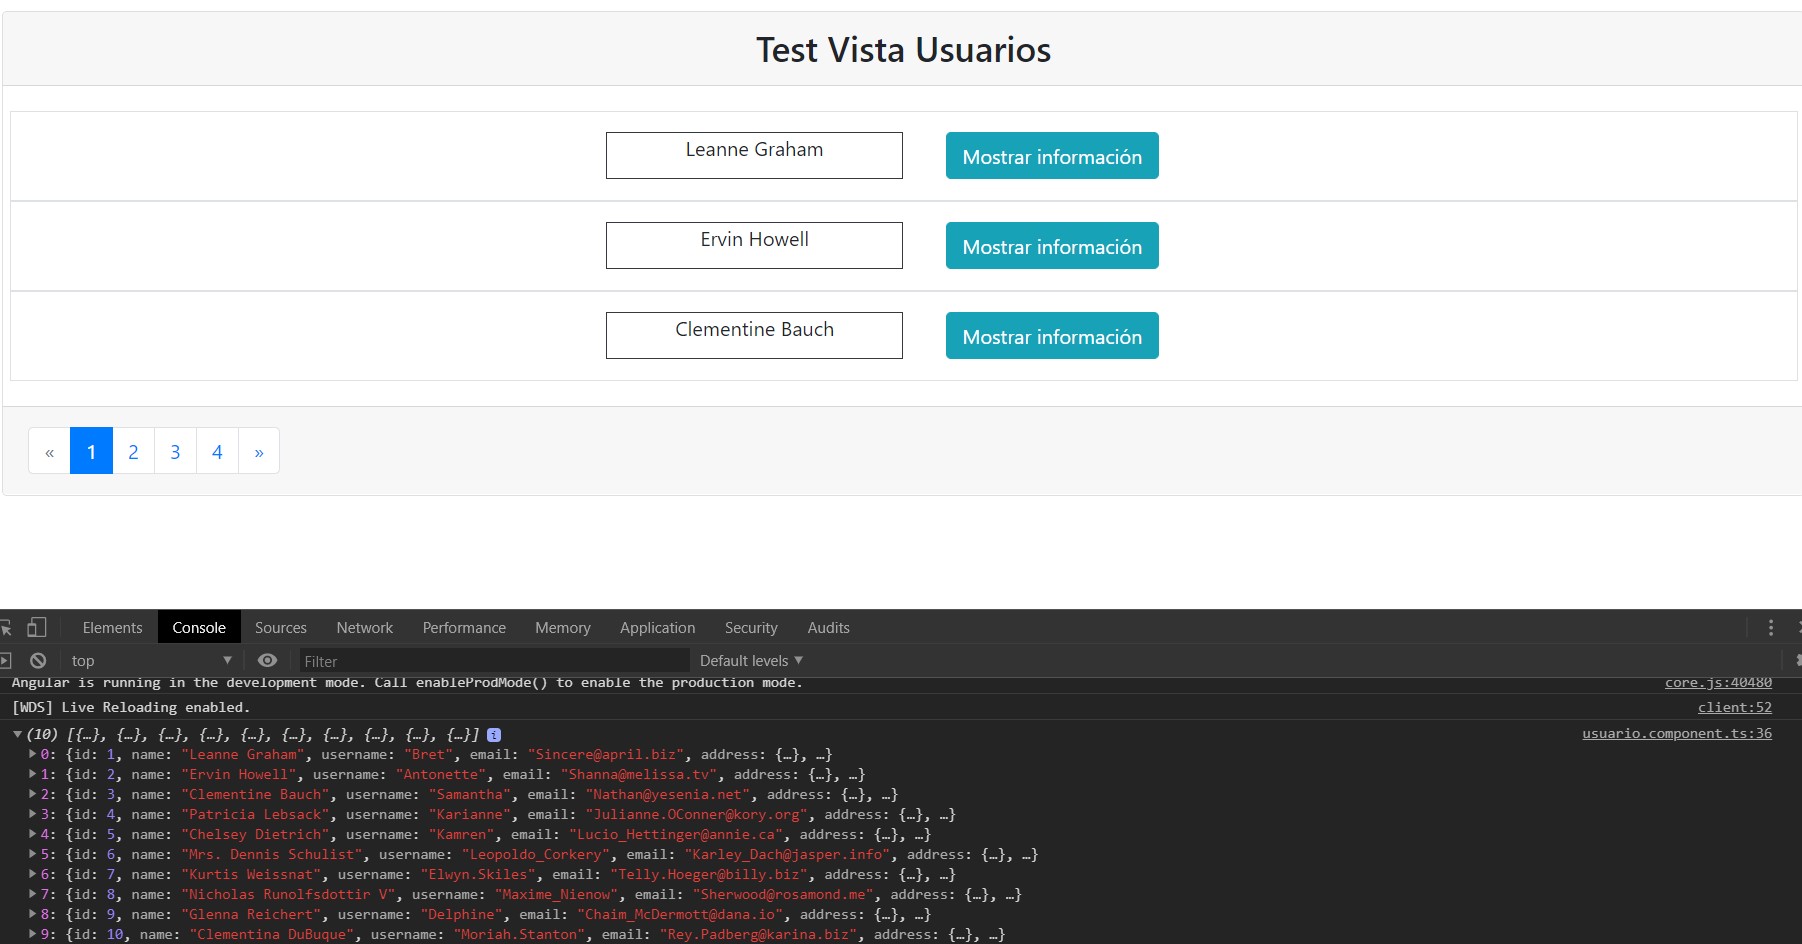 Test Vista Usuarios
Leanne Graham Mostrar información
Ervin Howell Mostrar información
Clementine Bauch Mostrar información
« 1 2 3 4 »
Elements Console Sources Network Performance Memory Application Security Audits
top Filter Default levels
Angular is running in the development mode. Call enableProdMode() to enable the production mode. core.js:40480
[WDS] Live Reloading enabled. client:52
(10) [{…}, {…}, {…}, {…}, {…}, {…}, {…}, {…}, {…}, {…}] i usuario.component.ts:36
0: {id: 1, name: "Leanne Graham", username: "Bret", email: "Sincere@april.biz", address: {…}, …}
1: {id: 2, name: "Ervin Howell", username: "Antonette", email: "Shanna@melissa.tv", address: {…}, …}
2: {id: 3, name: "Clementine Bauch", username: "Samantha", email: "Nathan@yesenia.net", address: {…}, …}
3: {id: 4, name: "Patricia Lebsack", username: "Karianne", email: "Julianne.OConner@kory.org", address: {…}, …}
4: {id: 5, name: "Chelsey Dietrich", username: "Kamren", email: "Lucio_Hettinger@annie.ca", address: {…}, …}
5: {id: 6, name: "Mrs. Dennis Schulist", username: "Leopoldo_Corkery", email: "Karley_Dach@jasper.info", address: {…}, …}
6: {id: 7, name: "Kurtis Weissnat", username: "Elwyn.Skiles", email: "Telly.Hoeger@billy.biz", address: {…}, …}
7: {id: 8, name: "Nicholas Runolfsdottir V", username: "Maxime_Nienow", email: "Sherwood@rosamond.me", address: {…}, …}
8: {id: 9, name: "Glenna Reichert", username: "Delphine", email: "Chaim_McDermott@dana.io", address: {…}, …}
9: {id: 10, name: "Clementina DuBuque", username: "Moriah.Stanton", email: "Rey.Padberg@karina.biz", address: {…}, …}